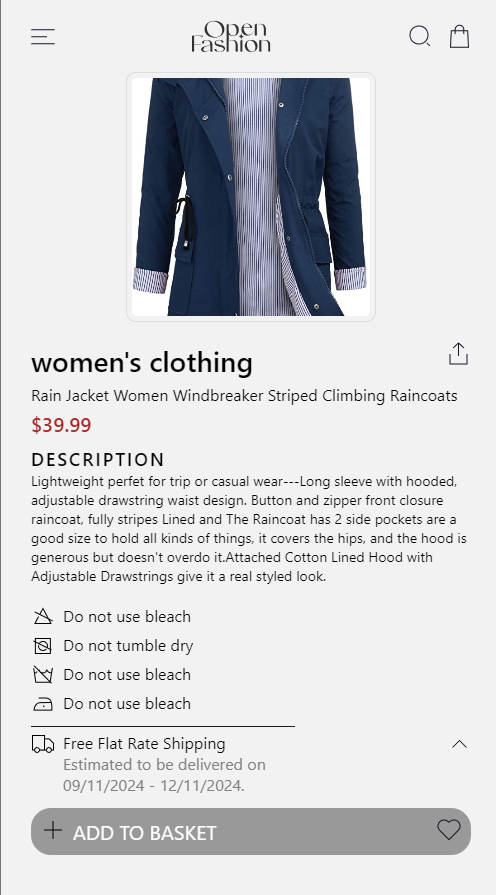 Open
Fashion
women's clothing
Rain Jacket Women Windbreaker Striped Climbing Raincoats
$39.99
DESCRIPTION
Lightweight perfet for trip or casual wear---Long sleeve with hooded,
adjustable drawstring waist design. Button and zipper front closure
raincoat, fully stripes Lined and The Raincoat has 2 side pockets are a
good size to hold all kinds of things, it covers the hips, and the hood is
generous but doesn't overdo it.Attached Cotton Lined Hood with
Adjustable Drawstrings give it a real styled look.
Do not use bleach
Do not tumble dry
Do not use bleach
Do not use bleach
Free Flat Rate Shipping
Estimated to be delivered on
09/11/2024 - 12/11/2024.
ADD TO BASKET